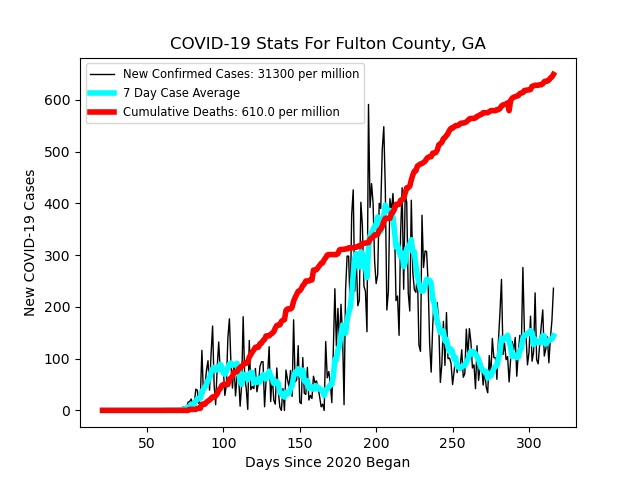 COVID-19 Stats For Fulton County, GA
New Confirmed Cases: 31300 per million
7 Day Case Average
Cumulative Deaths: 610.0 per million
New COVID-19 Cases
600
500
400
300
200
100
0
50 100 150 200 250 300
Days Since 2020 Began